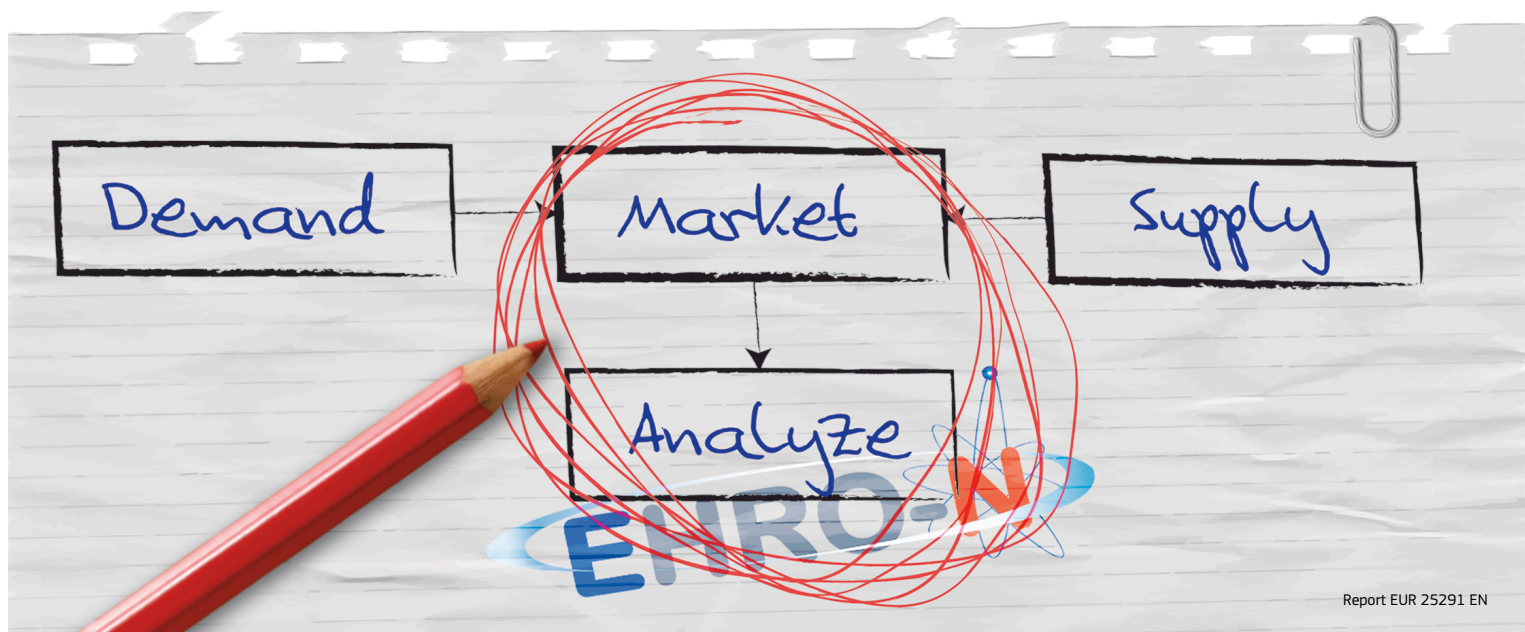 Demand
Market
Supply
Analyze
EHRO-N
Report EUR 25291 EN